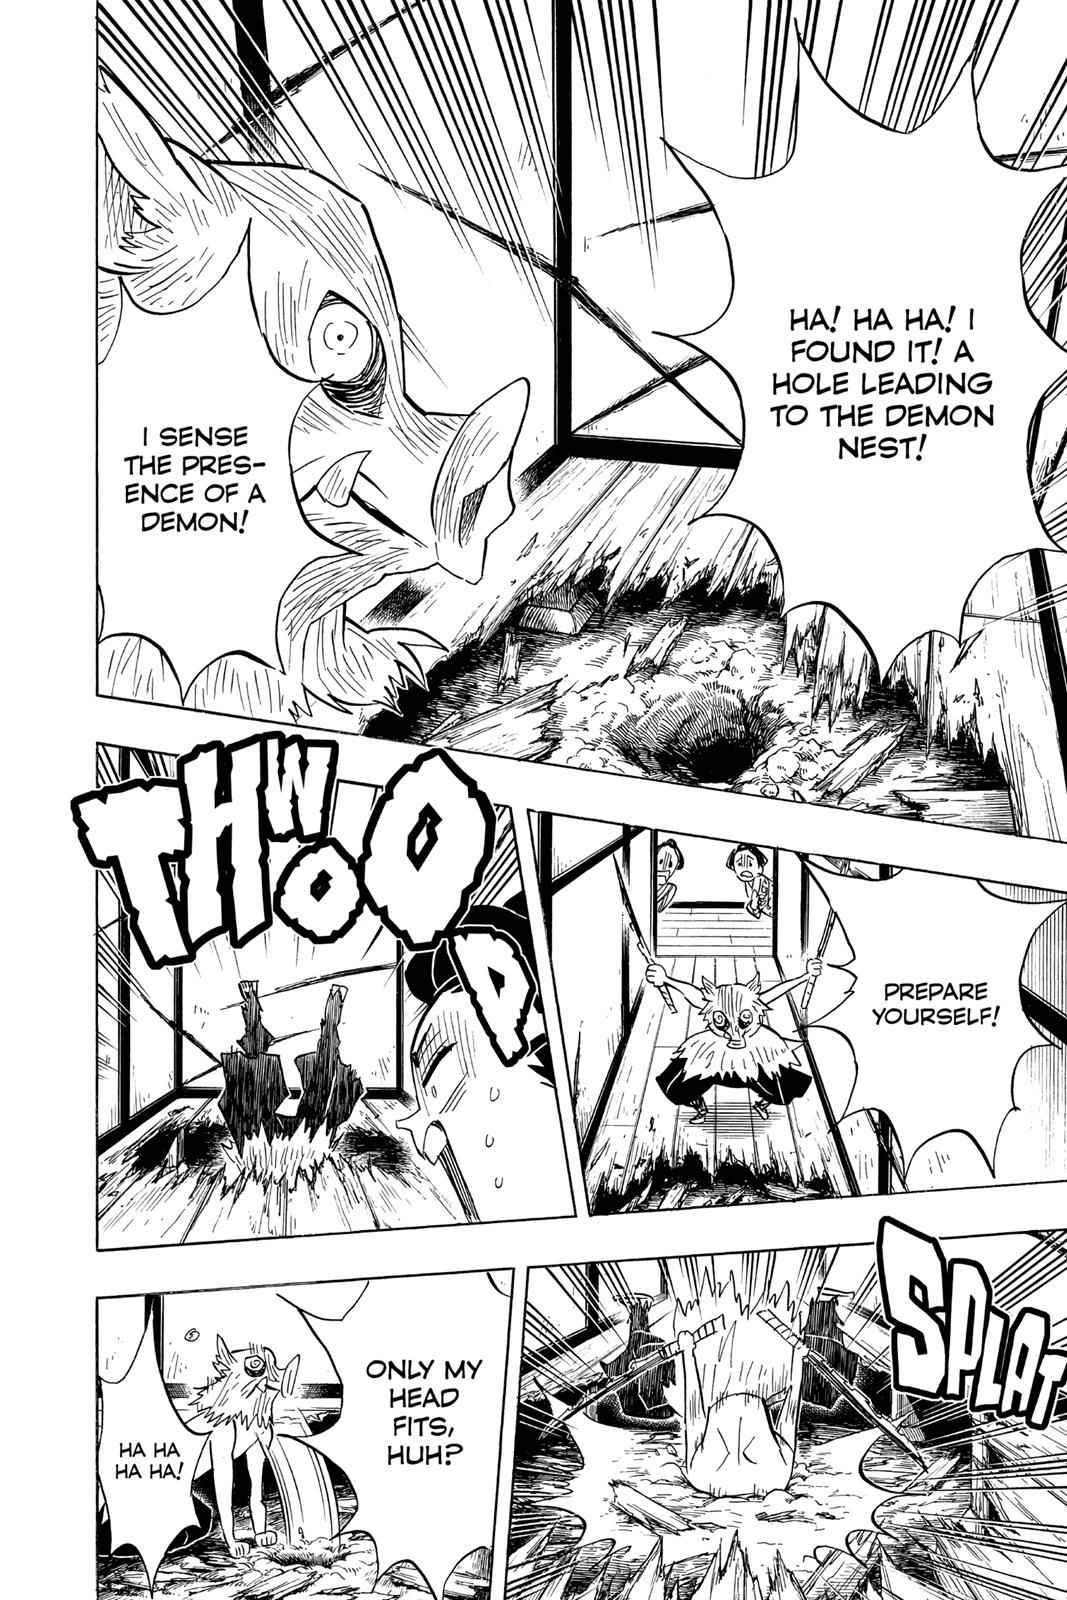 HA! HA HA! I
FOUND IT! A
HOLE LEADING
TO THE DEMON
NEST!
I SENSE
THE PRES-
ENCE OF A
DEMON!
PREPARE
YOURSELF!
THWOOD
SPLAT
ONLY MY
HEAD
FITS,
HUH?
HA HA
HA HA!